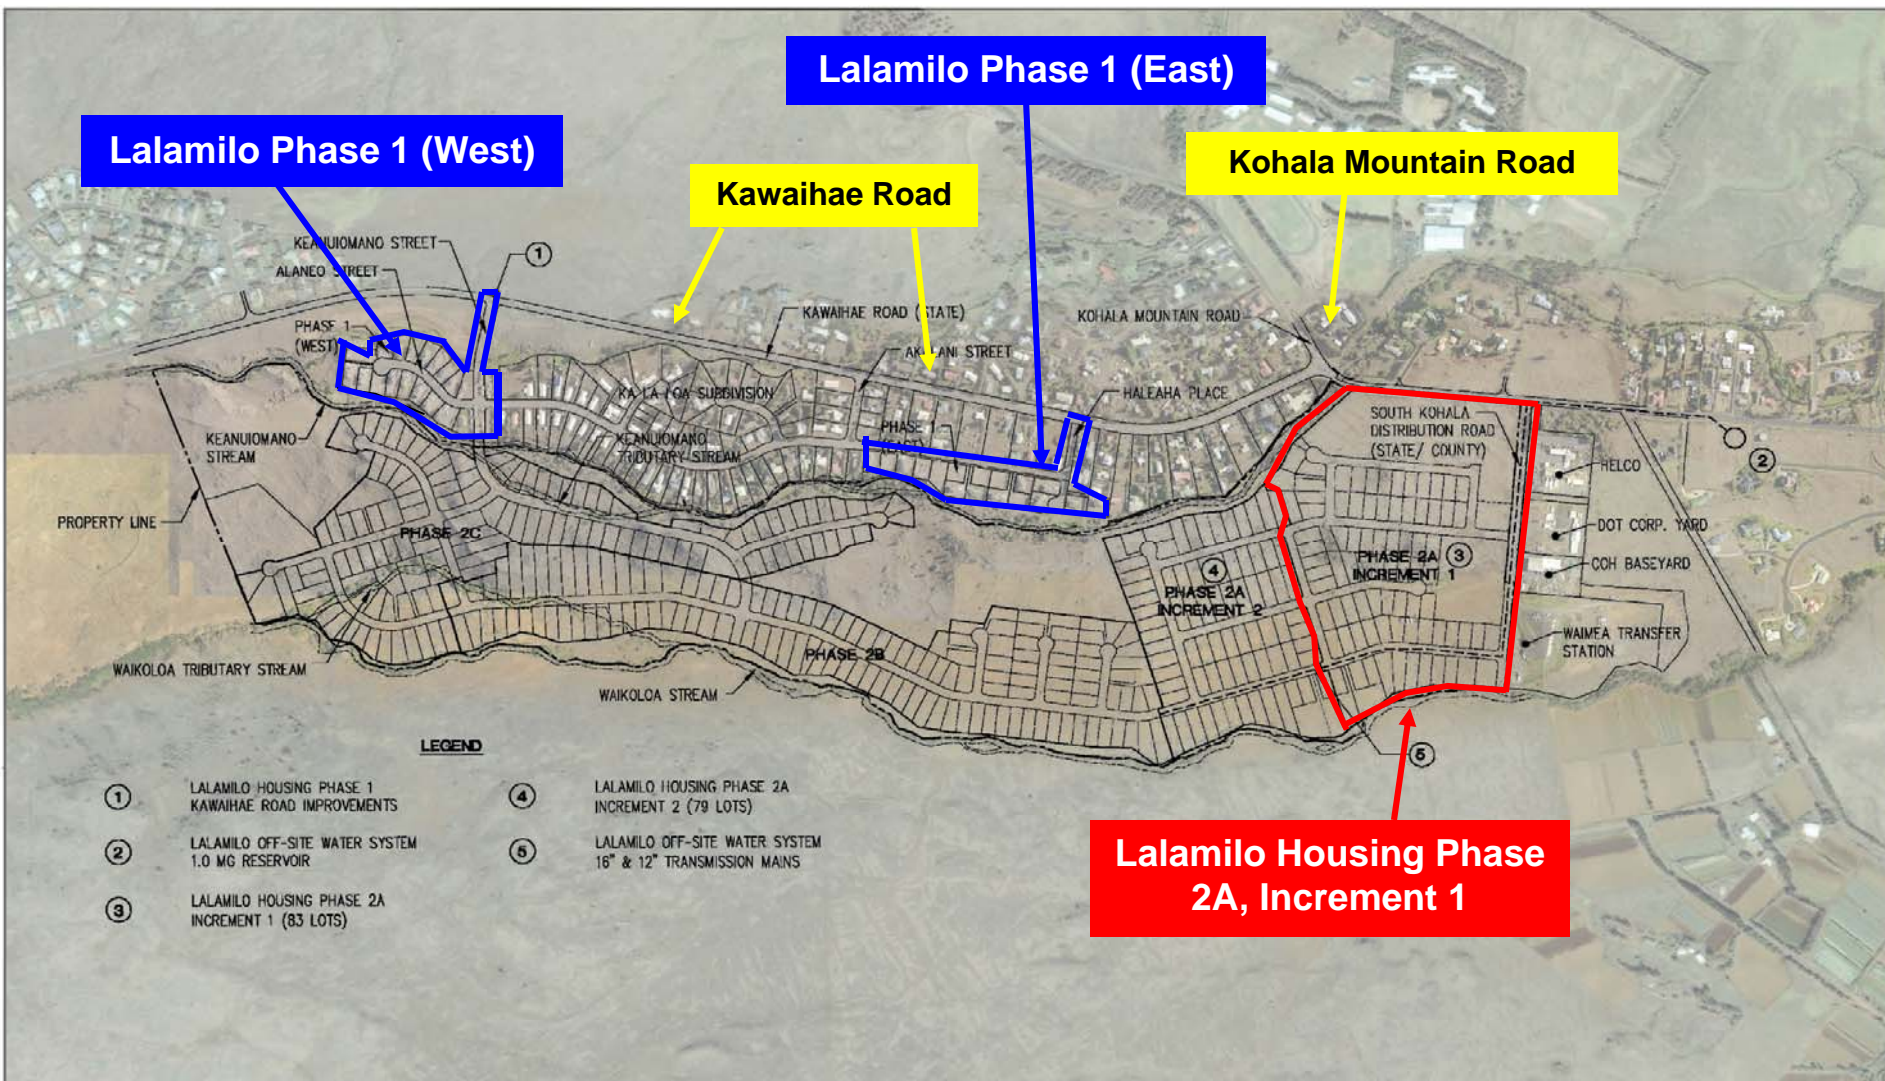 Lalamilo Phase 1 (East)
Lalamilo Phase 1 (West)
Kohala Mountain Road
Kawaihae Road
KEANUIOMANO STREET
1
ALANEO STREET
KAWAIHAE ROAD (STATE)
KOHALA MOUNTAIN ROAD
PHASE 1
(WEST)
AKULANI STREET
KA LA LOA SUBDIVISION
HALEAHA PLACE
SOUTH KOHALA
DISTRIBUTION ROAD
(STATE/ COUNTY)
PHASE 1
(EAST)
KEANUIOMANO
STREAM
KEANUIOMANO
TRIBUTARY STREAM
2
HELCO
PROPERTY LINE
PHASE 2C
DOT CORP. YARD
PHASE 2A
INCREMENT 1
3
COH BASEYARD
4
PHASE 2A
INCREMENT 2
WAIMEA TRANSFER
STATION
PHASE 2B
WAIKOLOA TRIBUTARY STREAM
WAIKOLOA STREAM
5
LEGEND
1
LALAMILO HOUSING PHASE 1
KAWAIHAE ROAD IMPROVEMENTS
2
LALAMILO OFF-SITE WATER SYSTEM
1.0 MG RESERVOIR
3
LALAMILO HOUSING PHASE 2A
INCREMENT 1 (83 LOTS)
4
LALAMILO HOUSING PHASE 2A
INCREMENT 2 (79 LOTS)
5
LALAMILO OFF-SITE WATER SYSTEM
16" & 12" TRANSMISSION MAINS
Lalamilo Housing Phase
2A, Increment 1